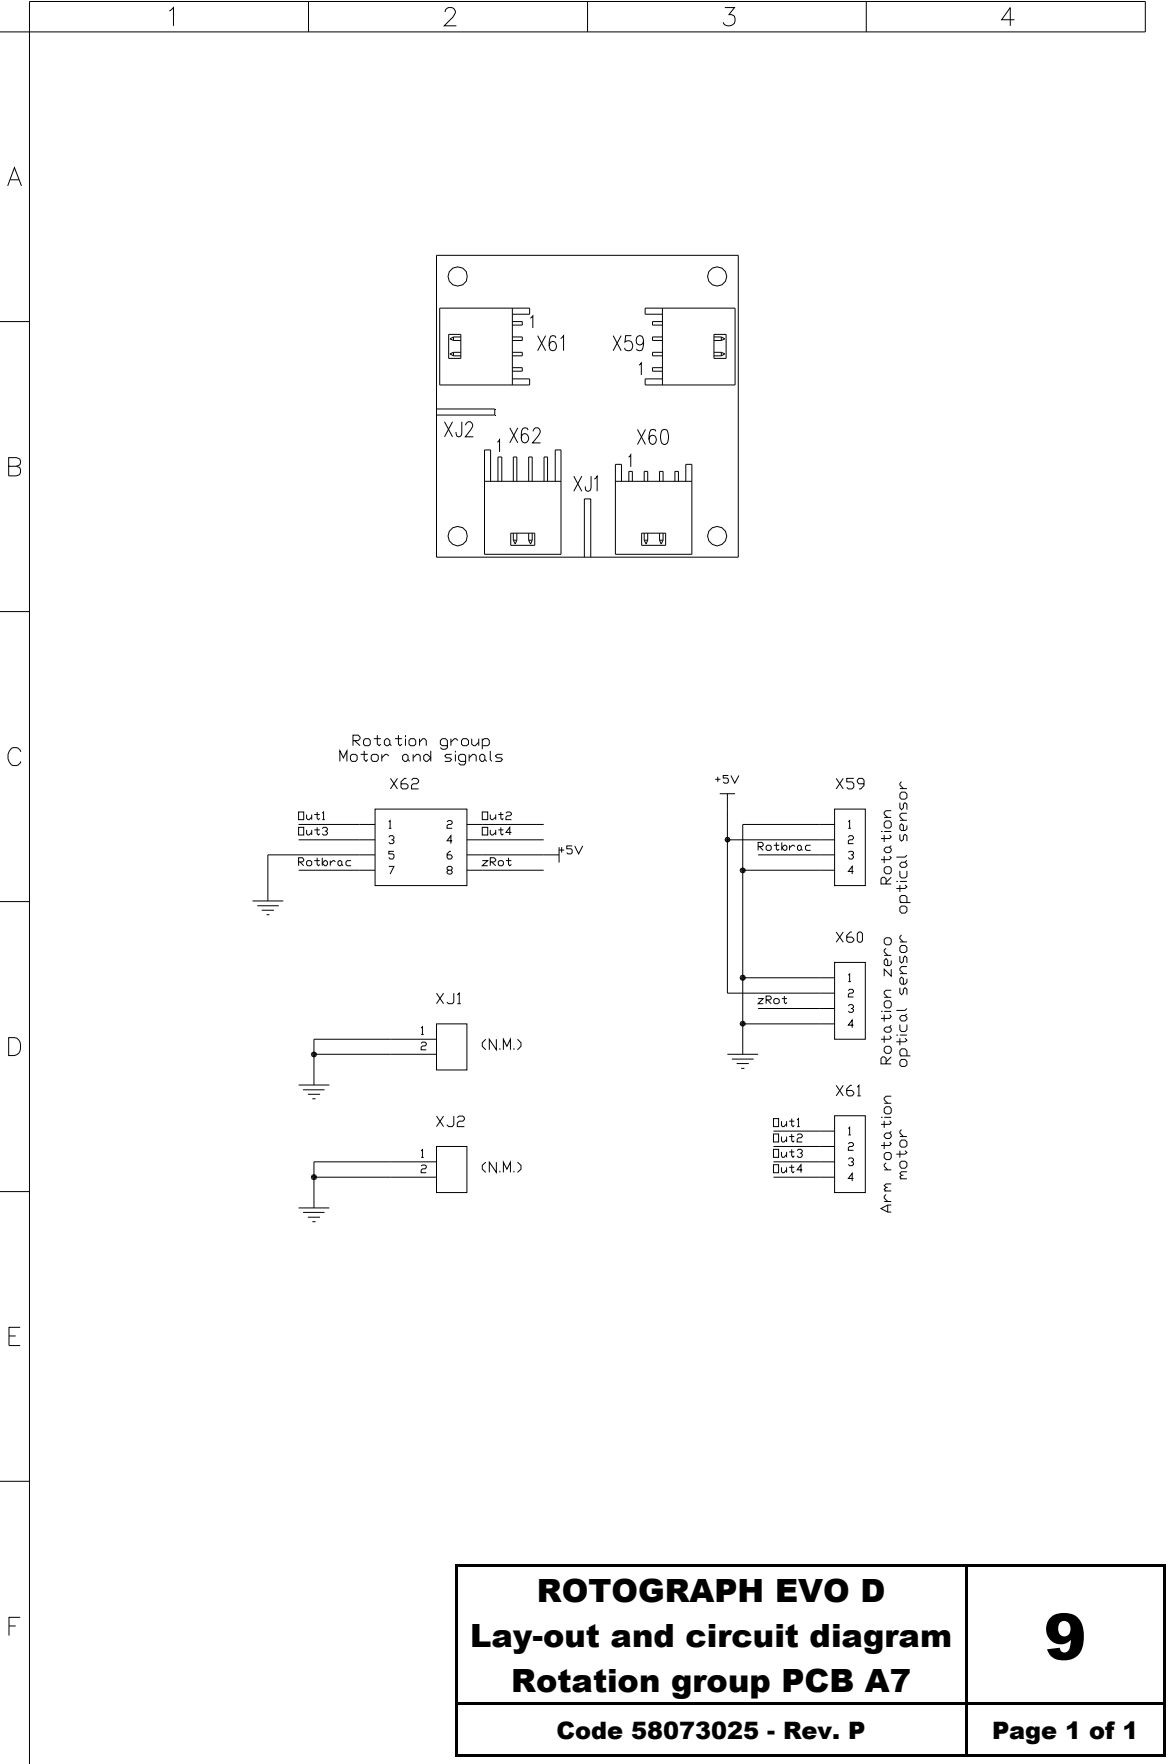 1 2 3 4
A
B
C
D
E
F
1
X61
X59
1
XJ2
1
X62
X60
1
XJ1
Rotation group
Motor and signals
X62
Out1 1 2 Out2
Out3 3 4 Out4
5 6 +5V
Rotbrac 7 8 zRot
XJ1
1
2
(N.M.)
XJ2
1
2
(N.M.)
+5V
X59
1
2
Rotbrac 3
4
Rotation
optical sensor
X60
1
2
zRot 3
4
Rotation zero
optical sensor
X61
Out1 1
Out2 2
Out3 3
Out4 4
Arm rotation
motor
ROTOGRAPH EVO D
Lay-out and circuit diagram
Rotation group PCB A7
9
Code 58073025 - Rev. P
Page 1 of 1